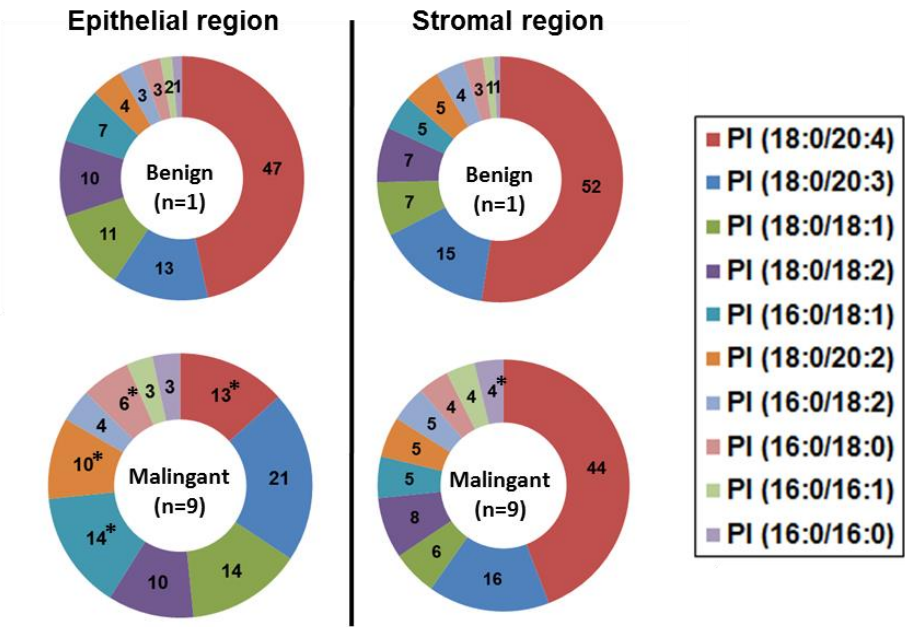 Epithelial region
Stromal region
3
3
2
1
4
7
10
11
13
47
Benign
(n=1)
4
3
1
1
5
5
7
7
15
52
Benign
(n=1)
PI (18:0/20:4)
PI (18:0/20:3)
PI (18:0/18:1)
PI (18:0/18:2)
PI (16:0/18:1)
PI (18:0/20:2)
PI (16:0/18:2)
PI (16:0/18:0)
PI (16:0/16:1)
PI (16:0/16:0)
6*
3
3
13*
4
10*
14*
10
14
21
Malingant
(n=9)
4
4
4*
5
5
5
8
6
16
44
Malingant
(n=9)